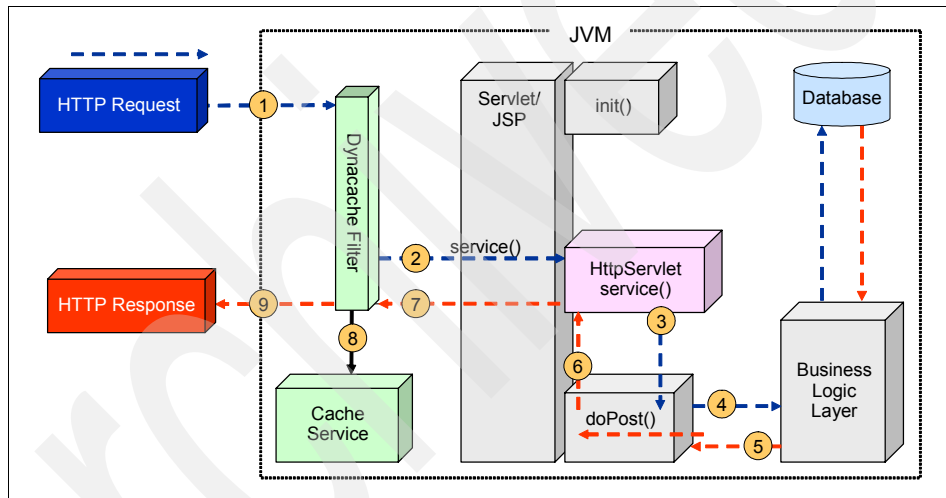 JVM
HTTP Request
1
Dynacache Filter
Servlet/
JSP
init()
Database
2
service()
HttpServlet
service()
HTTP Response
9
7
3
8
6
Business
Logic
Layer
Cache
Service
doPost()
4
5